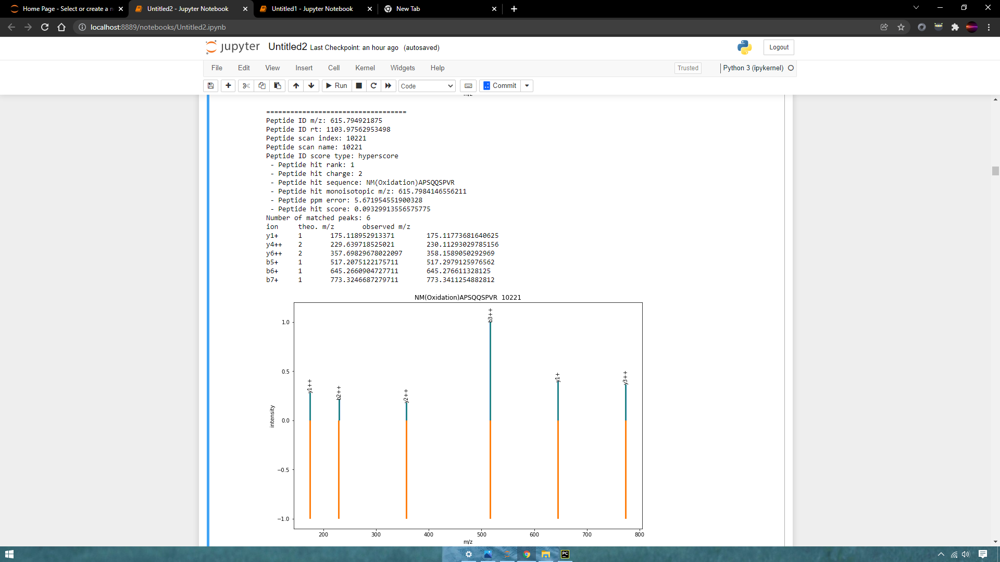 Home Page - Select or create a n
Untitled2 - Jupyter Notebook
Untitled1 - Jupyter Notebook
New Tab
localhost:8889/notebooks/Untitled2.ipynb
jupyter Untitled2 Last Checkpoint: an hour ago (autosaved)
Logout
File Edit View Insert Cell Kernel Widgets Help
Trusted
Python 3 (ipykernel)
Run
Code
Commit
===================================
Peptide ID m/z: 615.794921875
Peptide ID rt: 1103.97562953498
Peptide scan index: 10221
Peptide scan name: 10221
Peptide ID score type: hyperscore
- Peptide hit rank: 1
- Peptide hit charge: 2
- Peptide hit sequence: NM(Oxidation)APSQQSPVR
- Peptide hit monoisotopic m/z: 615.7984146556211
- Peptide ppm error: 5.671954551900328
- Peptide hit score: 0.09329913556575775
Number of matched peaks: 6
ion theo. m/z observed m/z
y1+ 1 175.118952913371 175.11773681640625
y4++ 2 229.639718525021 230.11293029785156
y6++ 2 357.69829678022097 358.1589050292969
b5+ 1 517.2075122175711 517.2979125976562
b6+ 1 645.2660904727711 645.276611328125
b7+ 1 773.3246687279711 773.3411254882812
NM(Oxidation)APSQQSPVR 10221
b3++
1.0
0.5
y1++
b2++
y2++
y1+
y3++
0.0
intensity
−0.5
−1.0
200 300 400 500 600 700 800
m/z
PC